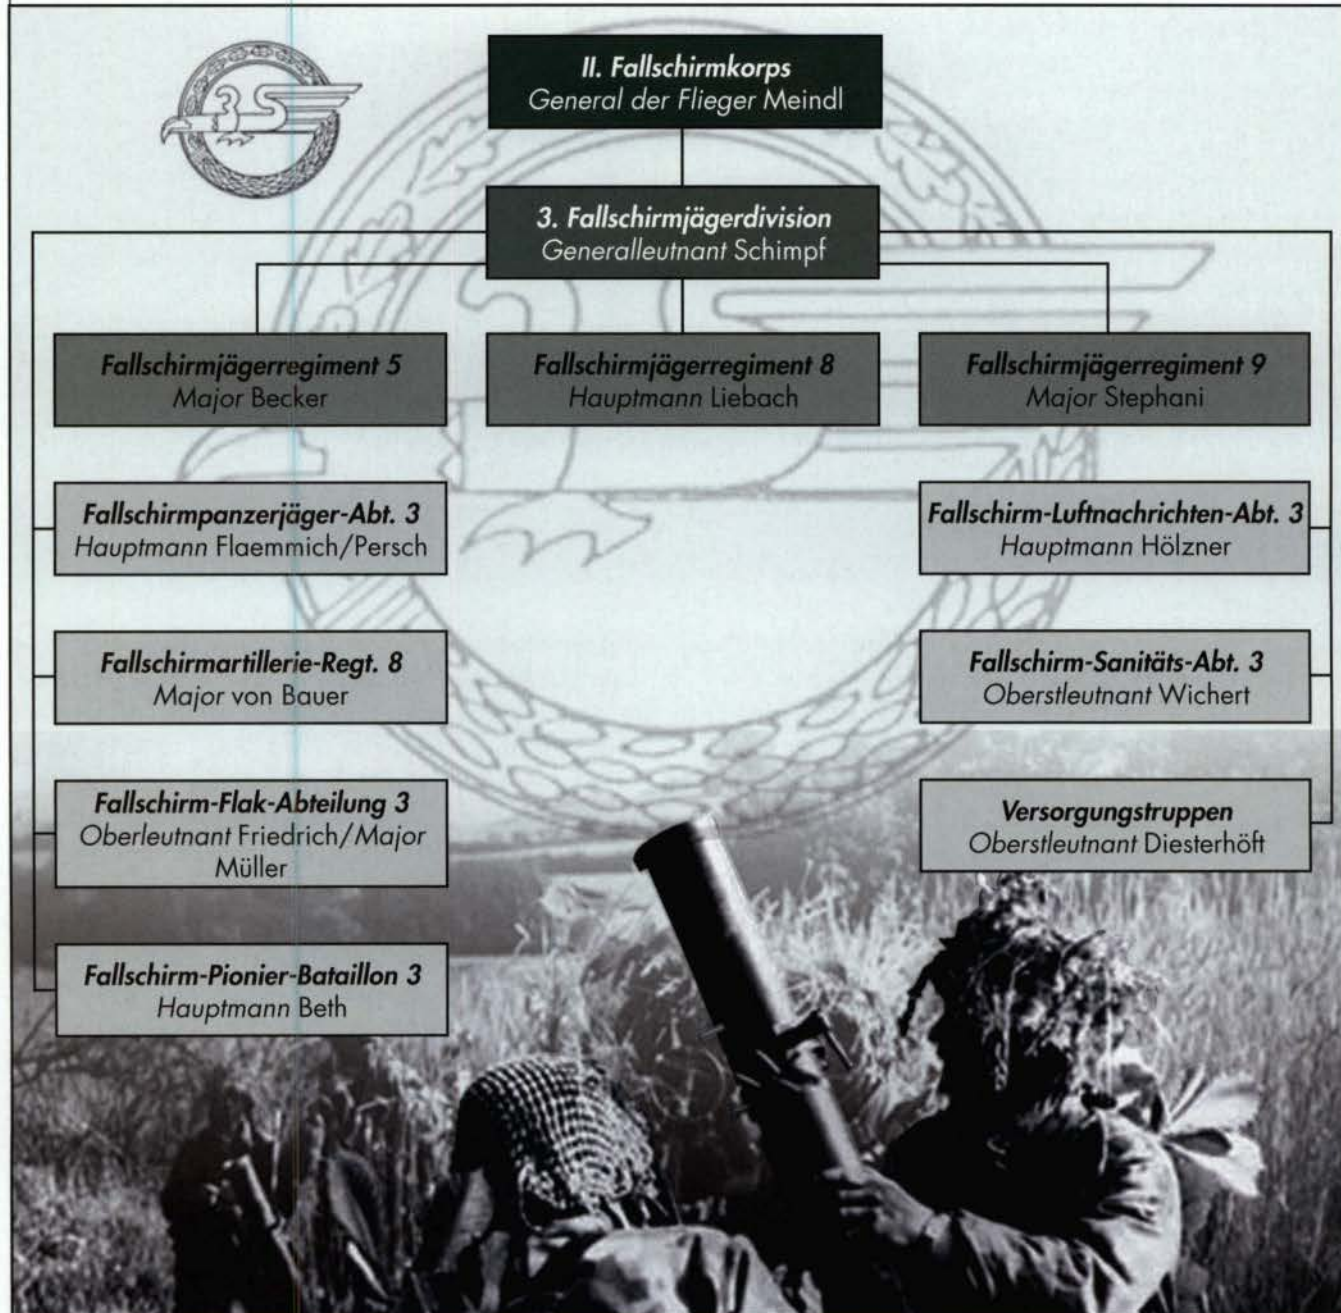 3S
II. Fallschirmkorps
General der Flieger Meindl
3. Fallschirmjägerdivision
Generalleutnant Schimpf
Fallschirmjägerregiment 5
Major Becker
Fallschirmjägerregiment 8
Hauptmann Liebach
Fallschirmjägerregiment 9
Major Stephani
Fallschirmpanzerjäger-Abt. 3
Hauptmann Flaemmich/Persch
Fallschirm-Luftnachrichten-Abt. 3
Hauptmann Hölzner
Fallschirmartillerie-Regt. 8
Major von Bauer
Fallschirm-Sanitäts-Abt. 3
Oberstleutnant Wichert
Fallschirm-Flak-Abteilung 3
Oberleutnant Friedrich/Major
Müller
Versorgungstruppen
Oberstleutnant Diesterhöft
Fallschirm-Pionier-Bataillon 3
Hauptmann Beth